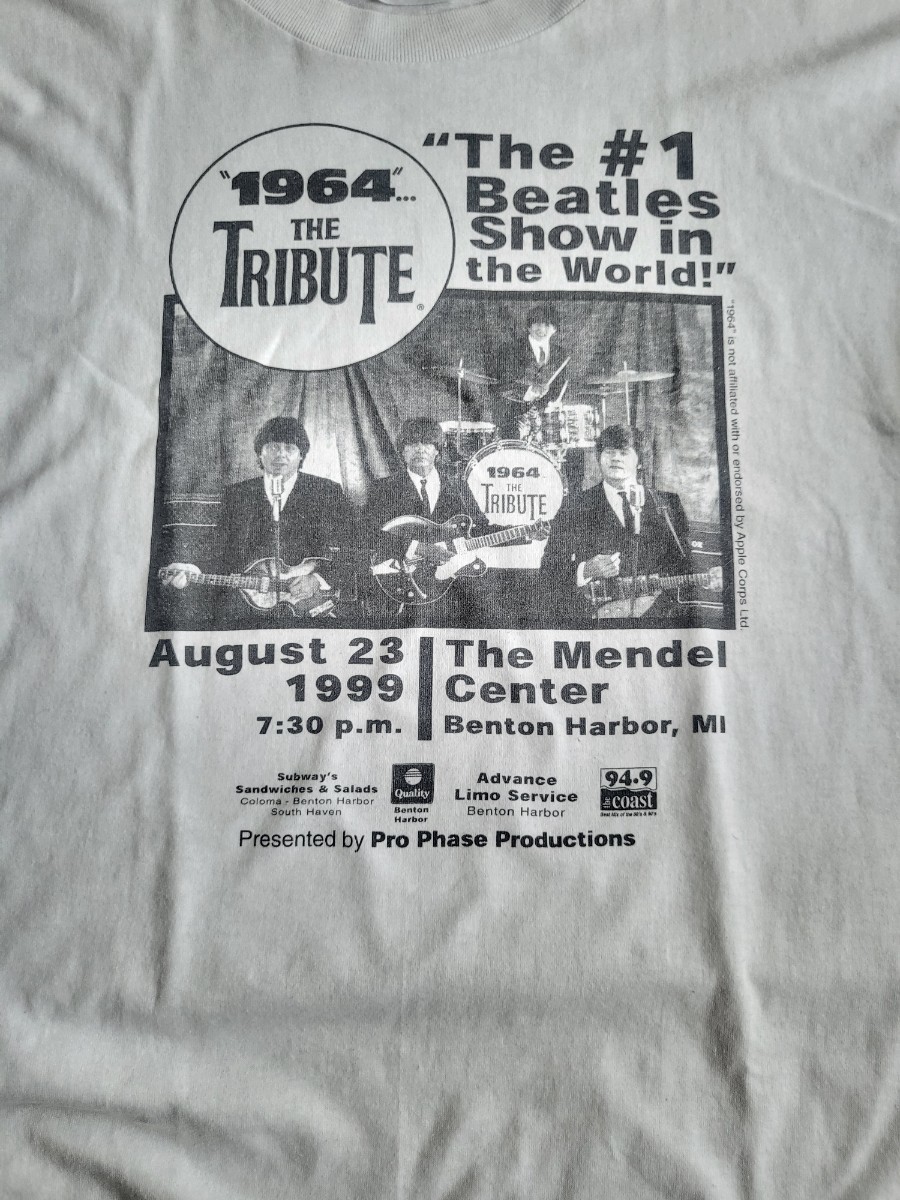 "1964"...
THE
TRIBUTE®
"The #1
Beatles
Show in
the World!"
"1964" is not affiliated with or endorsed by Apple Corps Ltd.
1964
THE
TRIBUTE
August 23
1999
7:30 p.m.
The Mendel
Center
Benton Harbor, MI
Subway's
Sandwiches & Salads
Coloma - Benton Harbor
South Haven
Quality
Benton
Harbor
Advance
Limo Service
Benton Harbor
94.9
the coast
Presented by Pro Phase Productions